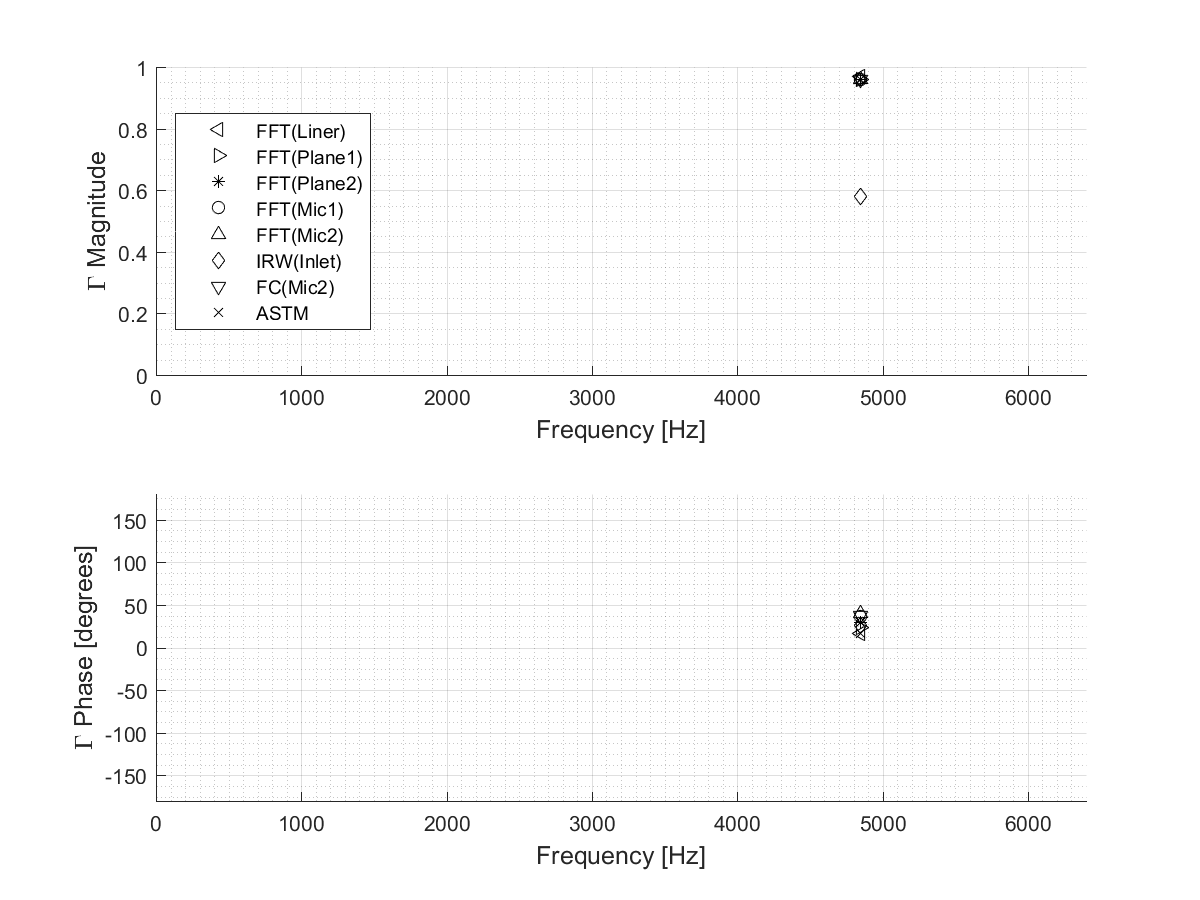 1
0.8
0.6
0.4
0.2
0
Γ Magnitude
FFT(Liner)
FFT(Plane1)
FFT(Plane2)
FFT(Mic1)
FFT(Mic2)
IRW(Inlet)
FC(Mic2)
ASTM
0 1000 2000 3000 4000 5000 6000
Frequency [Hz]
150
100
50
0
-50
-100
-150
Γ Phase [degrees]
0 1000 2000 3000 4000 5000 6000
Frequency [Hz]